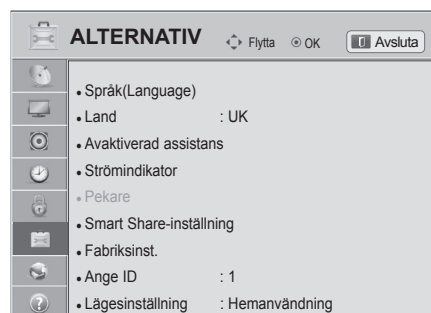 ALTERNATIV Flytta OK Avsluta
• Språk(Language)
• Land : UK
• Avaktiverad assistans
• Strömindikator
• Pekare
• Smart Share-inställning
• Fabriksinst.
• Ange ID : 1
• Lägesinställning : Hemanvändning